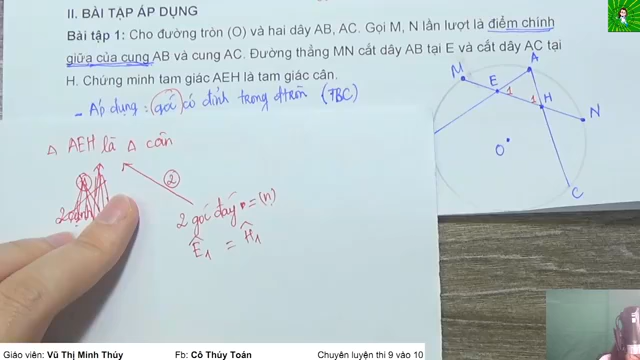 II. BÀI TẬP ÁP DỤNG
Bài tập 1: Cho đường tròn (O) và hai dây AB, AC. Gọi M, N lần lượt là điểm chính
giữa của cung AB và cung AC. Đường thẳng MN cắt dây AB tại E và cắt dây AC tại
H. Chứng minh tam giác AEH là tam giác cân.
- Áp dụng: góc có đỉnh trong đtròn (7BC)
Δ AEH là Δ cân
2 cạnh
2
2 góc đáy = (n)
Ê₁ = Ĥ₁
M
E
A
1
1
H
N
O
C
Giáo viên: Vũ Thị Minh Thúy
Fb: Cô Thúy Toán
Chuyên luyện thi 9 vào 10